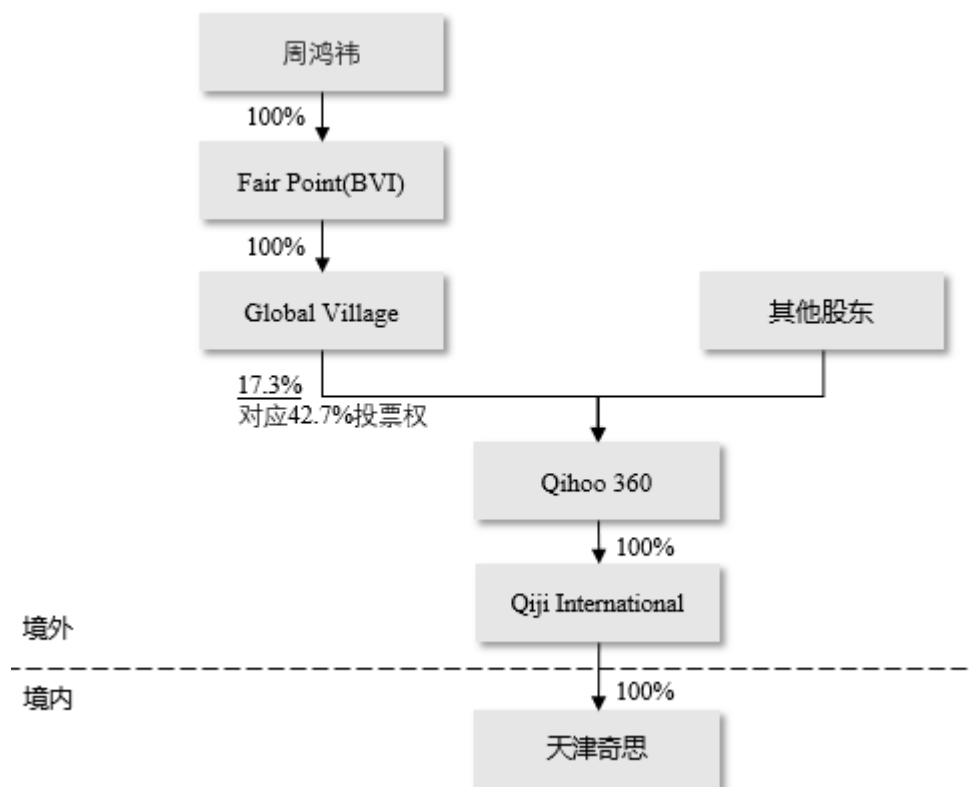 周鸿祎
100%
Fair Point(BVI)
100%
Global Village
其他股东
17.3%
对应42.7%投票权
Qihoo 360
100%
Qiji International
境外
境内
100%
天津奇思